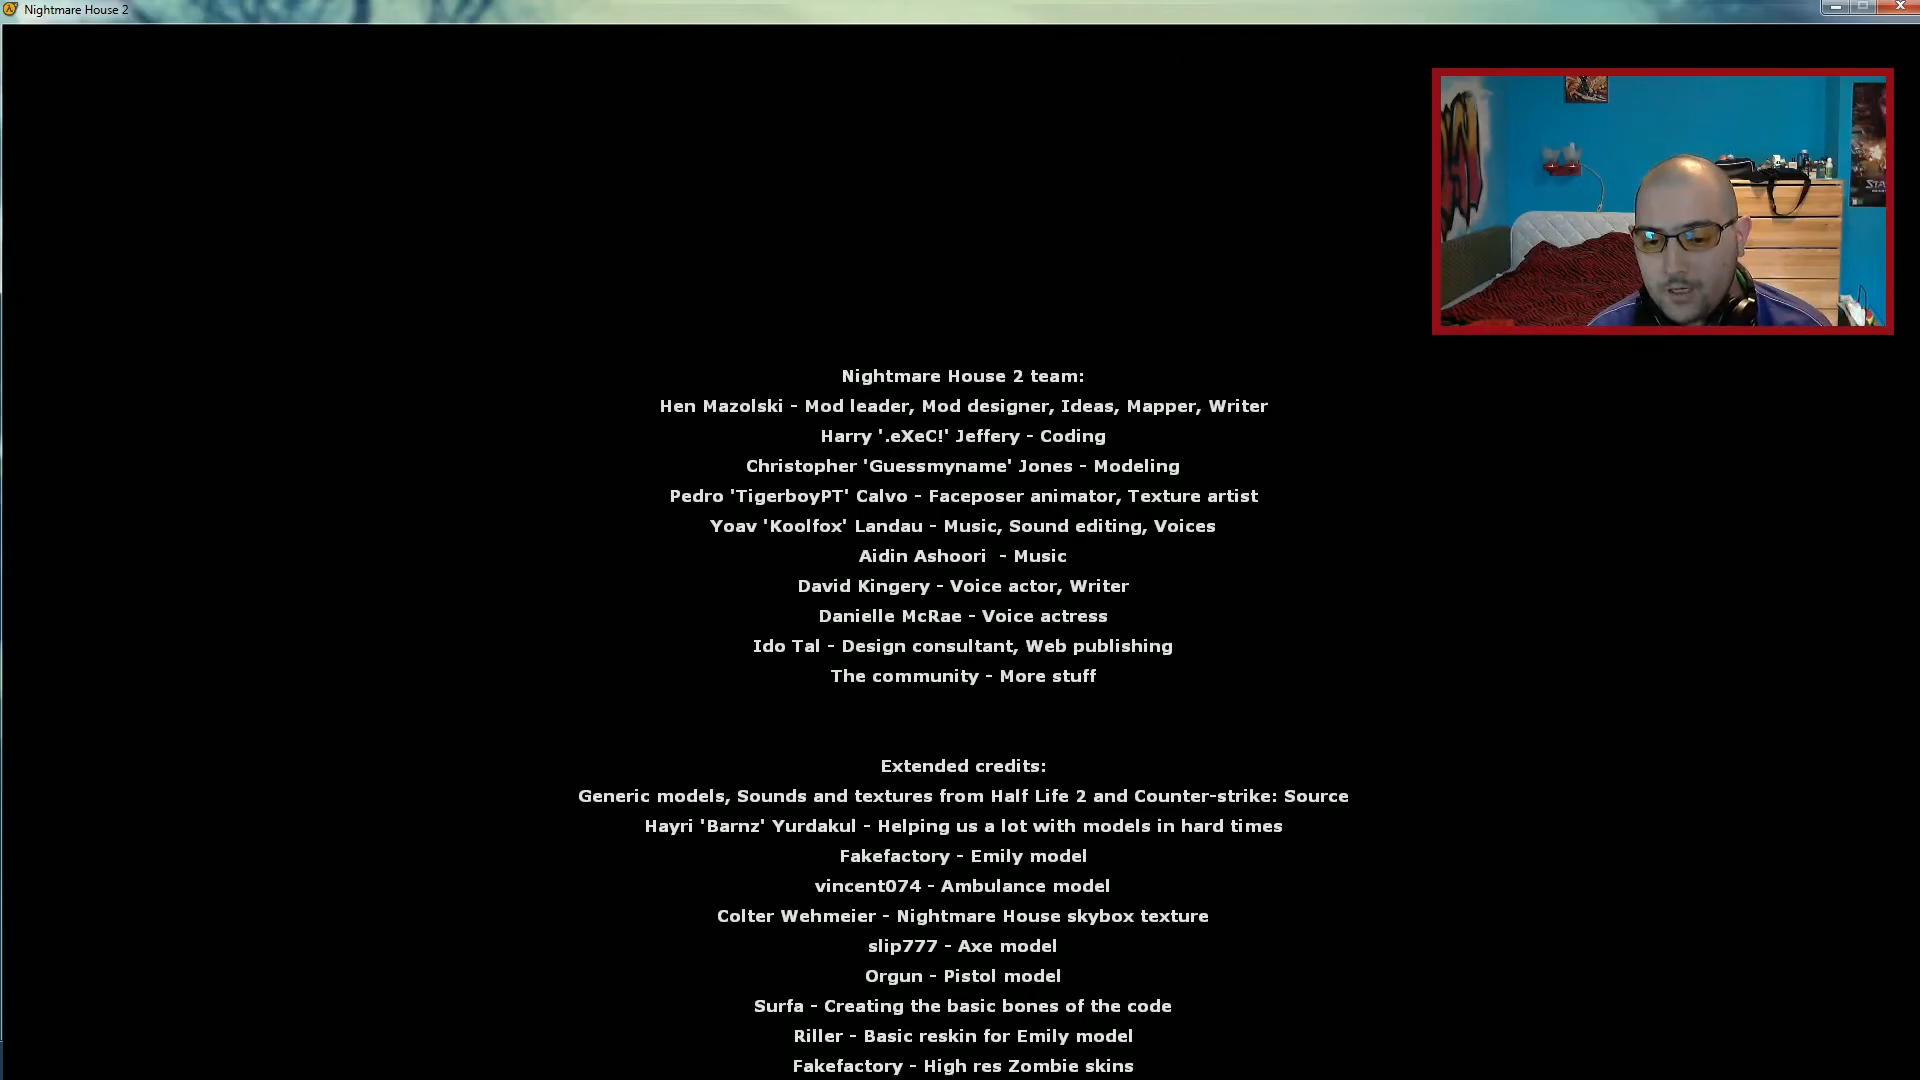 Nightmare House 2
STA
Nightmare House 2 team:
Hen Mazolski - Mod leader, Mod designer, Ideas, Mapper, Writer
Harry '.eXeC!' Jeffery - Coding
Christopher 'Guessmyname' Jones - Modeling
Pedro 'TigerboyPT' Calvo - Faceposer animator, Texture artist
Yoav 'Koolfox' Landau - Music, Sound editing, Voices
Aidin Ashoori  - Music
David Kingery - Voice actor, Writer
Danielle McRae - Voice actress
Ido Tal - Design consultant, Web publishing
The community - More stuff
Extended credits:
Generic models, Sounds and textures from Half Life 2 and Counter-strike: Source
Hayri 'Barnz' Yurdakul - Helping us a lot with models in hard times
Fakefactory - Emily model
vincent074 - Ambulance model
Colter Wehmeier - Nightmare House skybox texture
slip777 - Axe model
Orgun - Pistol model
Surfa - Creating the basic bones of the code
Riller - Basic reskin for Emily model
Fakefactory - High res Zombie skins